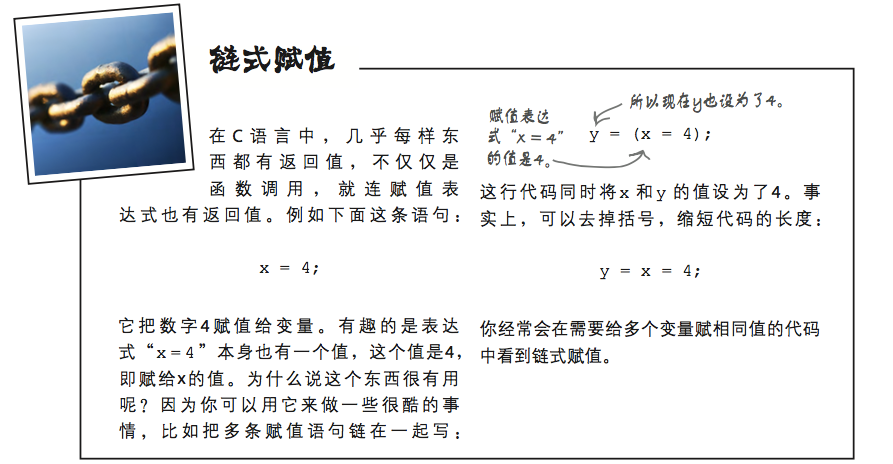 链式赋值
在C语言中，几乎每样东
西都有返回值，不仅仅是
函数调用，就连赋值表
达式也有返回值。例如下面这条语句：
x = 4;
它把数字4赋值给变量。有趣的是表达
式“x=4”本身也有一个值，这个值是4，
即赋给x的值。为什么说这个东西很有用
呢？因为你可以用它来做一些很酷的事
情，比如把多条赋值语句链在一起写：
赋值表达
式“x=4”
的值是4。
所以现在y也设为了4。
y = (x = 4);
这行代码同时将x和y的值设为了4。事
实上，可以去掉括号，缩短代码的长度：
y = x = 4;
你经常会在需要给多个变量赋相同值的代码
中看到链式赋值。